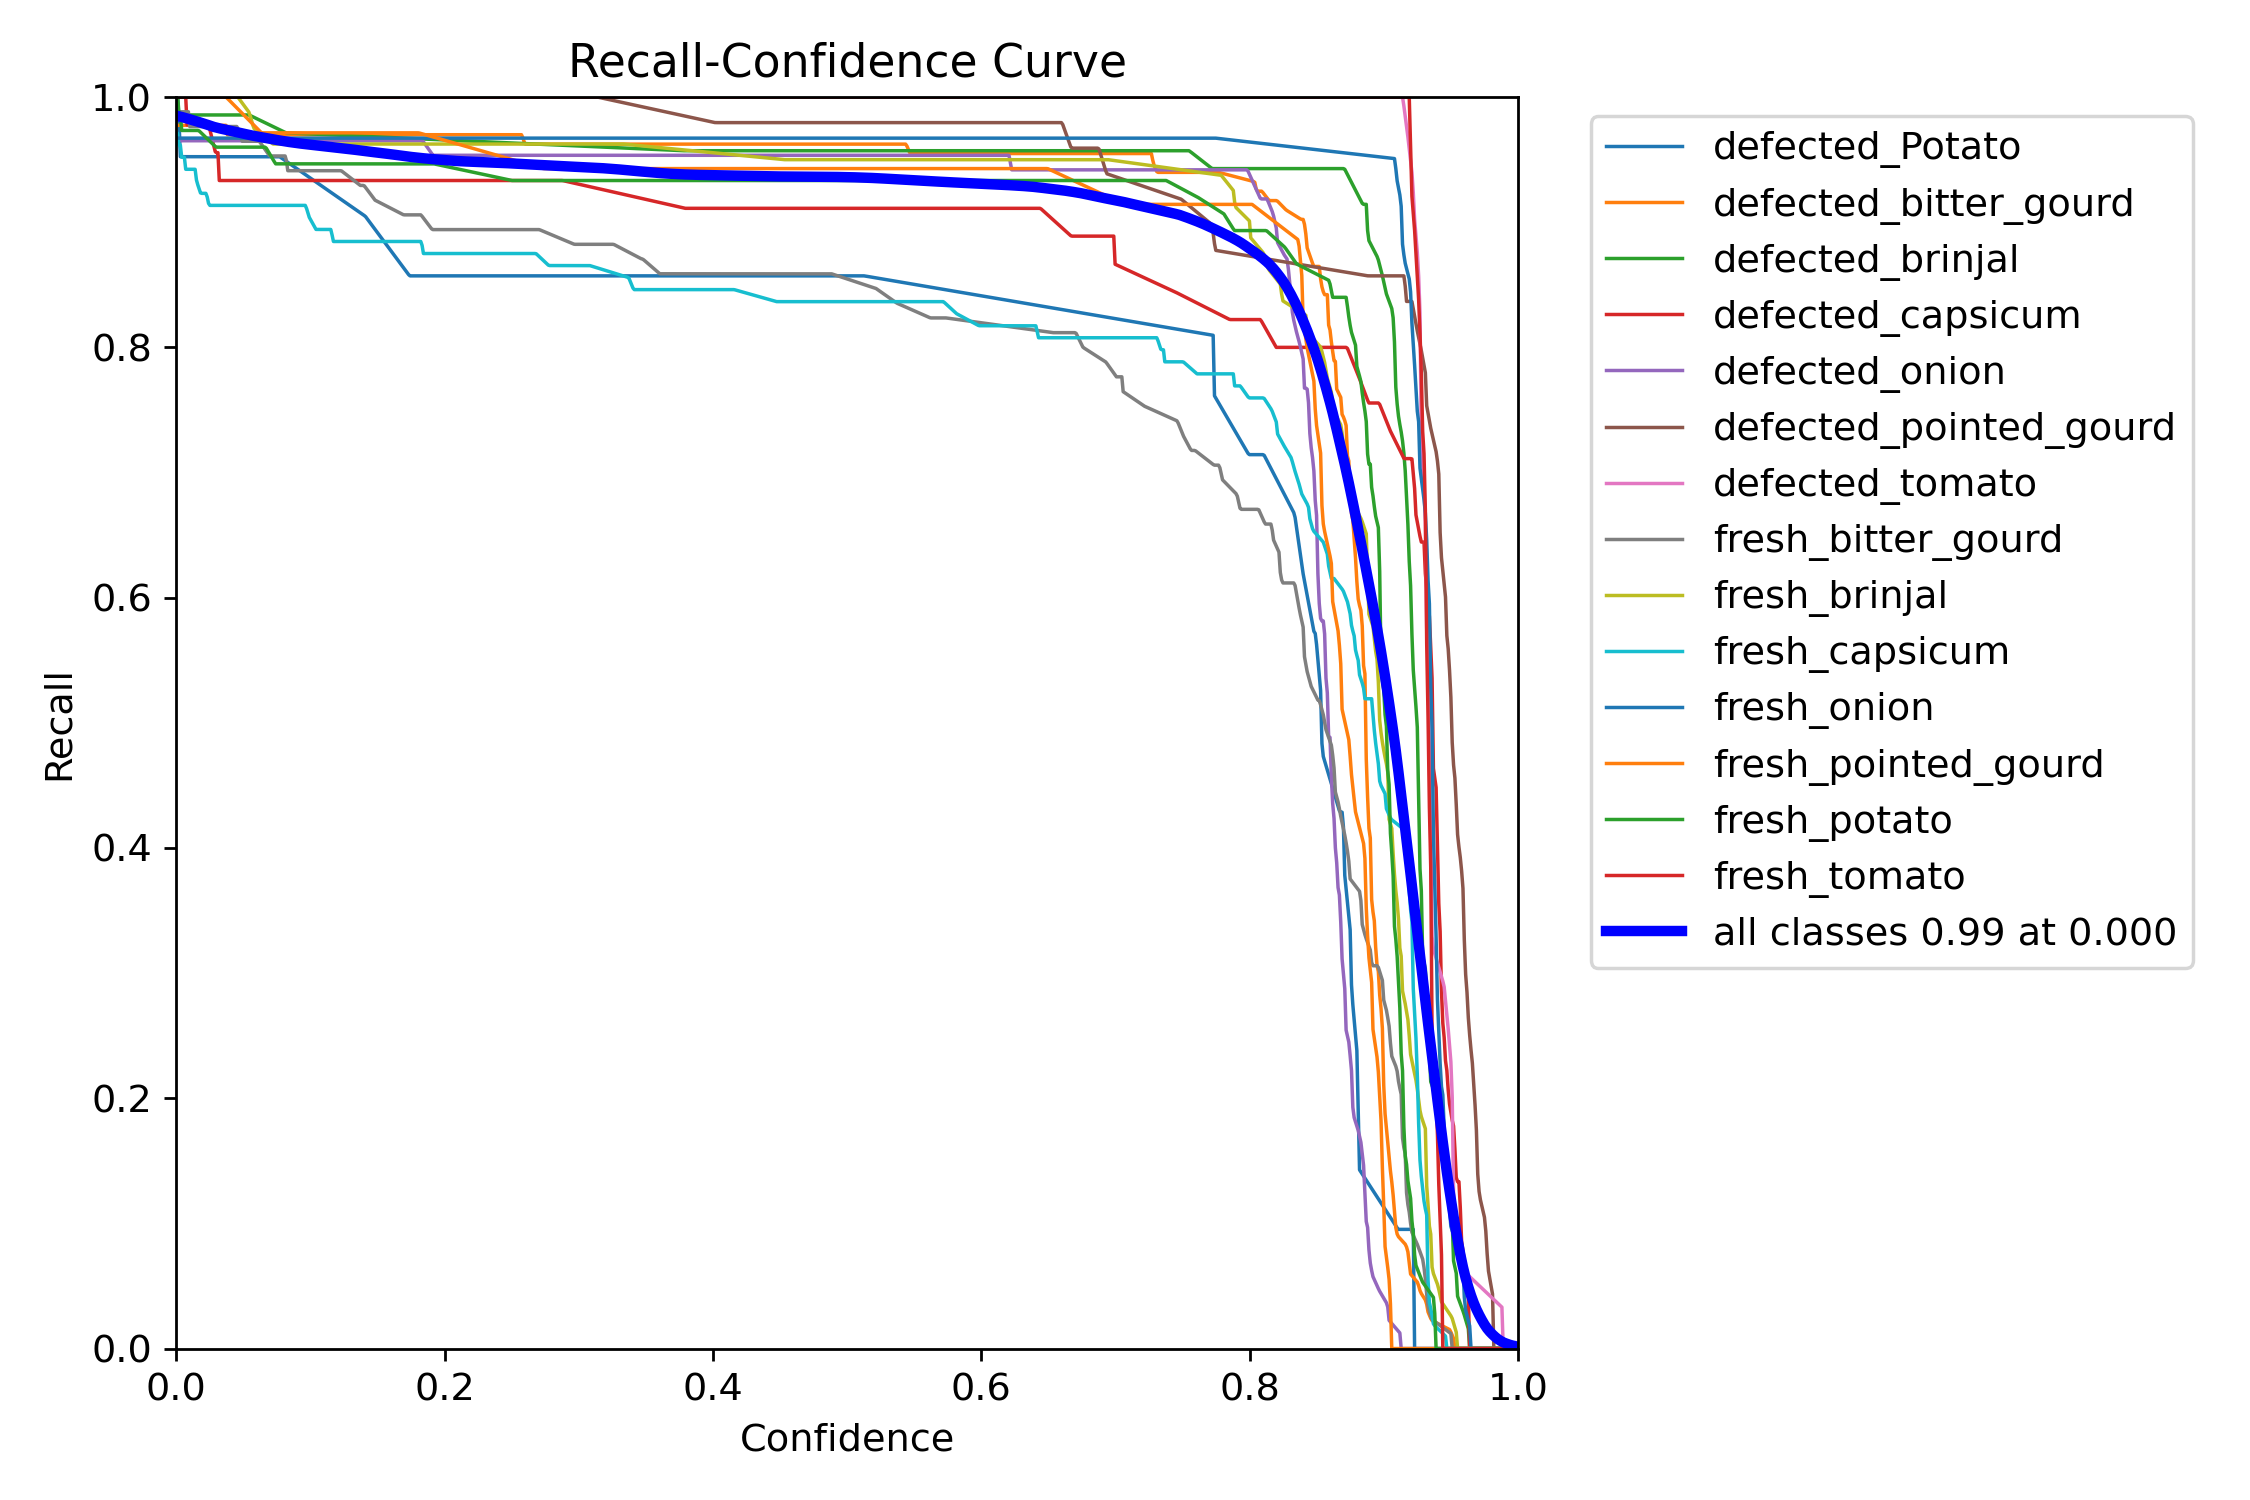 Recall-Confidence Curve
1.0
0.8
0.6
0.4
0.2
0.0
Recall
0.0 0.2 0.4 0.6 0.8 1.0
Confidence
defected_Potato
defected_bitter_gourd
defected_brinjal
defected_capsicum
defected_onion
defected_pointed_gourd
defected_tomato
fresh_bitter_gourd
fresh_brinjal
fresh_capsicum
fresh_onion
fresh_pointed_gourd
fresh_potato
fresh_tomato
all classes 0.99 at 0.000